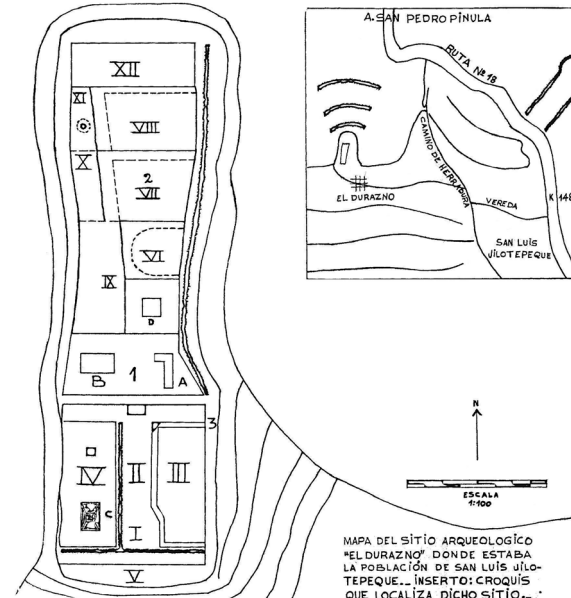 XII
XI
VIII
X
2
VII
VI
IX
D
B
1
A
3
IV
II
III
C
I
V
A. SAN PEDRO PINULA
RUTA Nº 18
CAMINO DE HERRADURA
EL DURAZNO
VEREDA
K 148
SAN LUIS
JILOTEPEQUE
N
ESCALA
1:100
MAPA DEL SITIO ARQUEOLOGICO
"EL DURAZNO" DONDE ESTABA
LA POBLACIÓN DE SAN LUIS JILO-
TEPEQUE._ INSERTO: CROQUIS
QUE LOCALIZA DICHO SITIO._